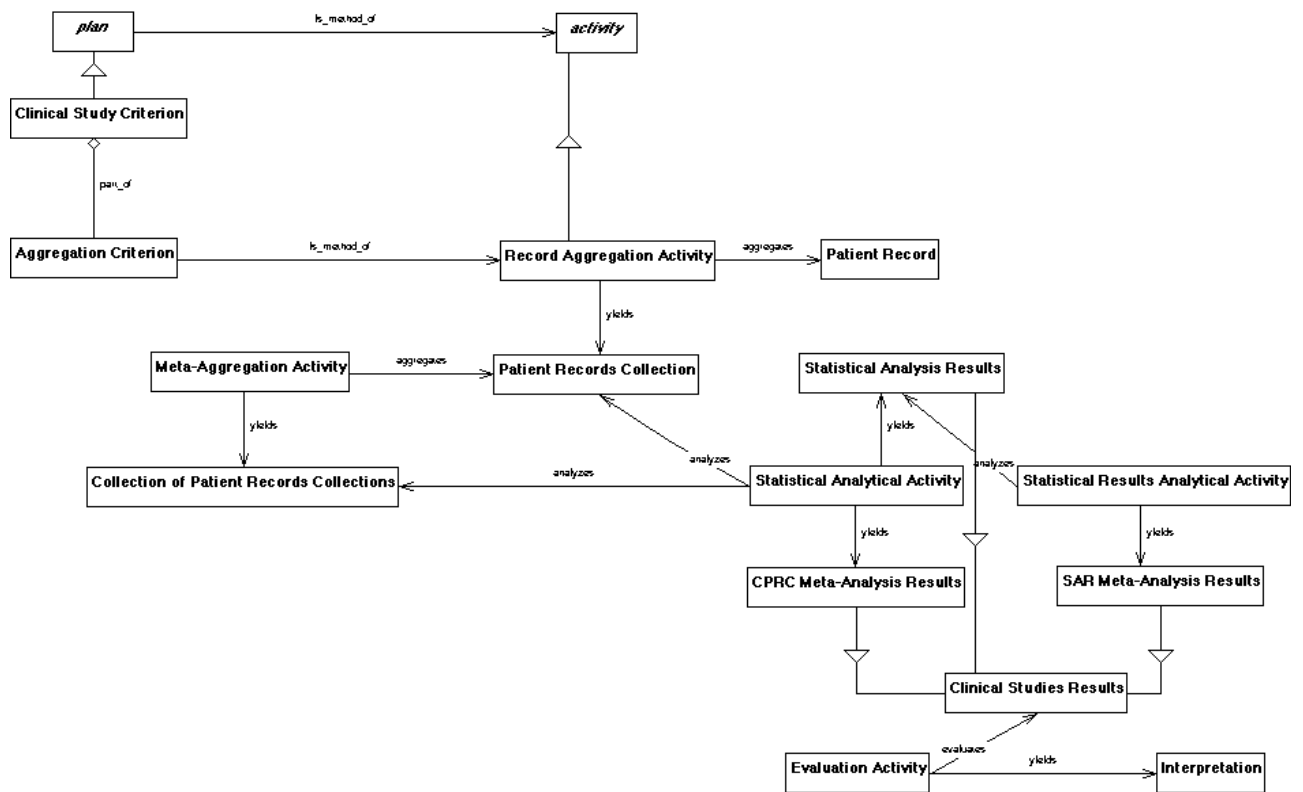 plan
is_method_of
activity
Clinical Study Criterion
part_of
Aggregation Criterion
is_method_of
Record Aggregation Activity
aggregates
Patient Record
yields
Meta-Aggregation Activity
aggregates
Patient Records Collection
Statistical Analysis Results
yields
yields
analyzes
analyzes
analyzes
Collection of Patient Records Collections
Statistical Analytical Activity
Statistical Results Analytical Activity
yields
yields
CPRC Meta-Analysis Results
SAR Meta-Analysis Results
Clinical Studies Results
evaluates
Evaluation Activity
yields
Interpretation